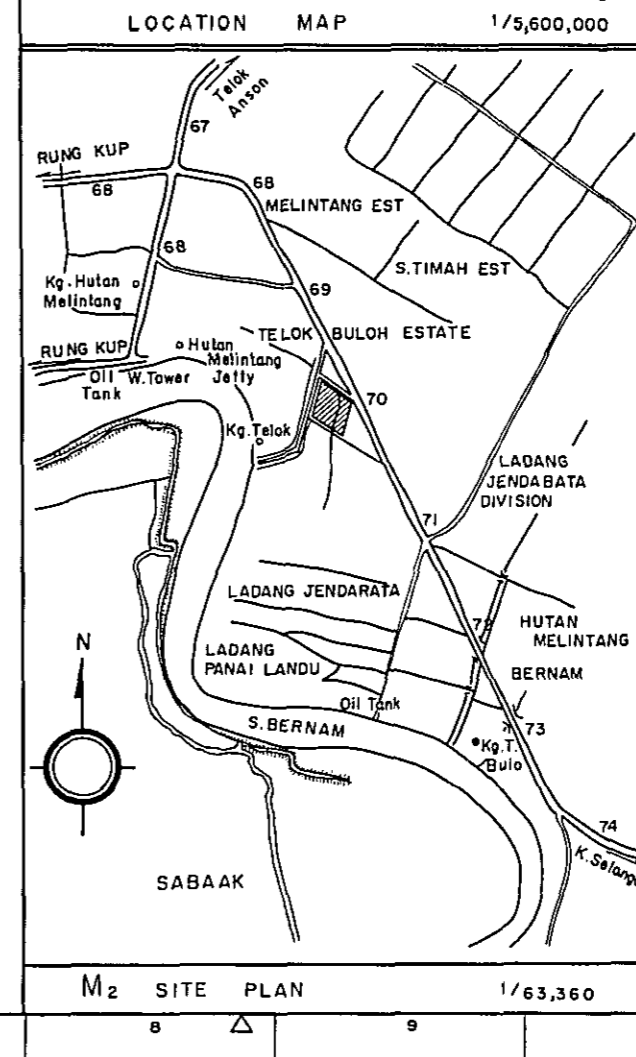 LOCATION MAP 1/5,600,000
Telok
Anson
67
RUNG KUP
68
68
MELINTANG EST
68
S.TIMAH EST
Kg. Hutan
Melintang
69
TELOK BULOH ESTATE
RUNG KUP
Hutan
Melintang
Jetty
Oil
Tank
W.Tower
70
Kg.Telok
LADANG
JENDABATA
DIVISION
71
LADANG JENDARATA
72
HUTAN
MELINTANG
LADANG
PANAI LANDU
BERNAM
N
Oil Tank
S.BERNAM
73
Kg.T.
Bulo
74
K.Selang
SABAAK
M2 SITE PLAN 1/63,360
8
9